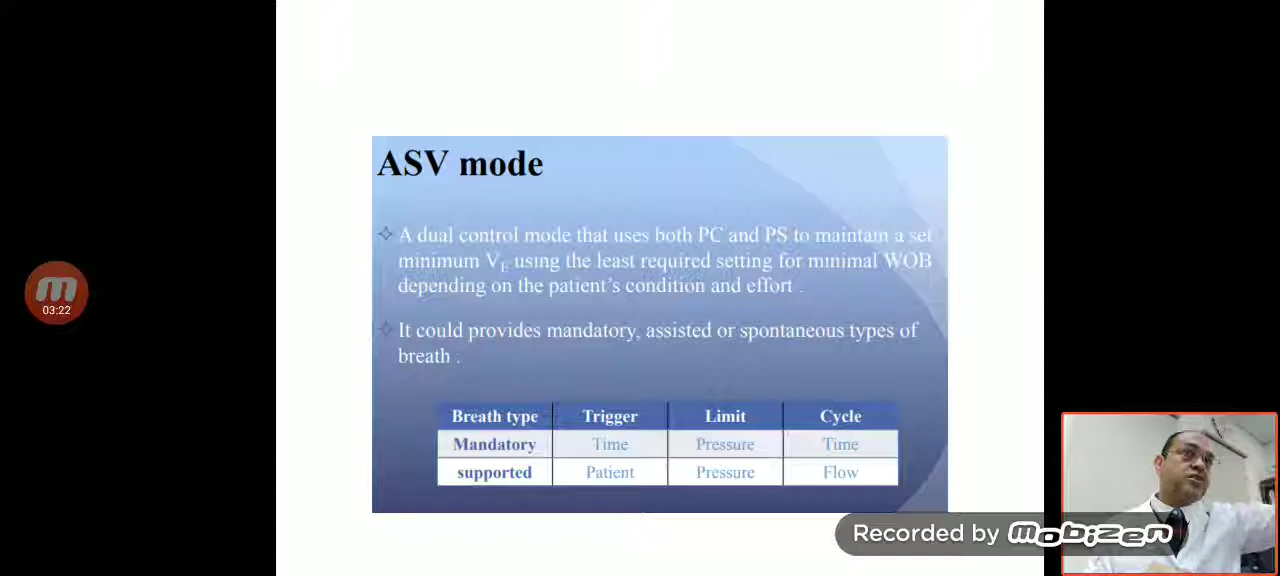 ASV mode
A dual control mode that uses both PC and PS to maintain a set
minimum VE using the least required setting for minimal WOB
depending on the patient's condition and effort .
It could provides mandatory, assisted or spontaneous types of
breath .
Breath type Trigger Limit Cycle
Mandatory Time Pressure Time
supported Patient Pressure Flow
03:22
Recorded by mobizen